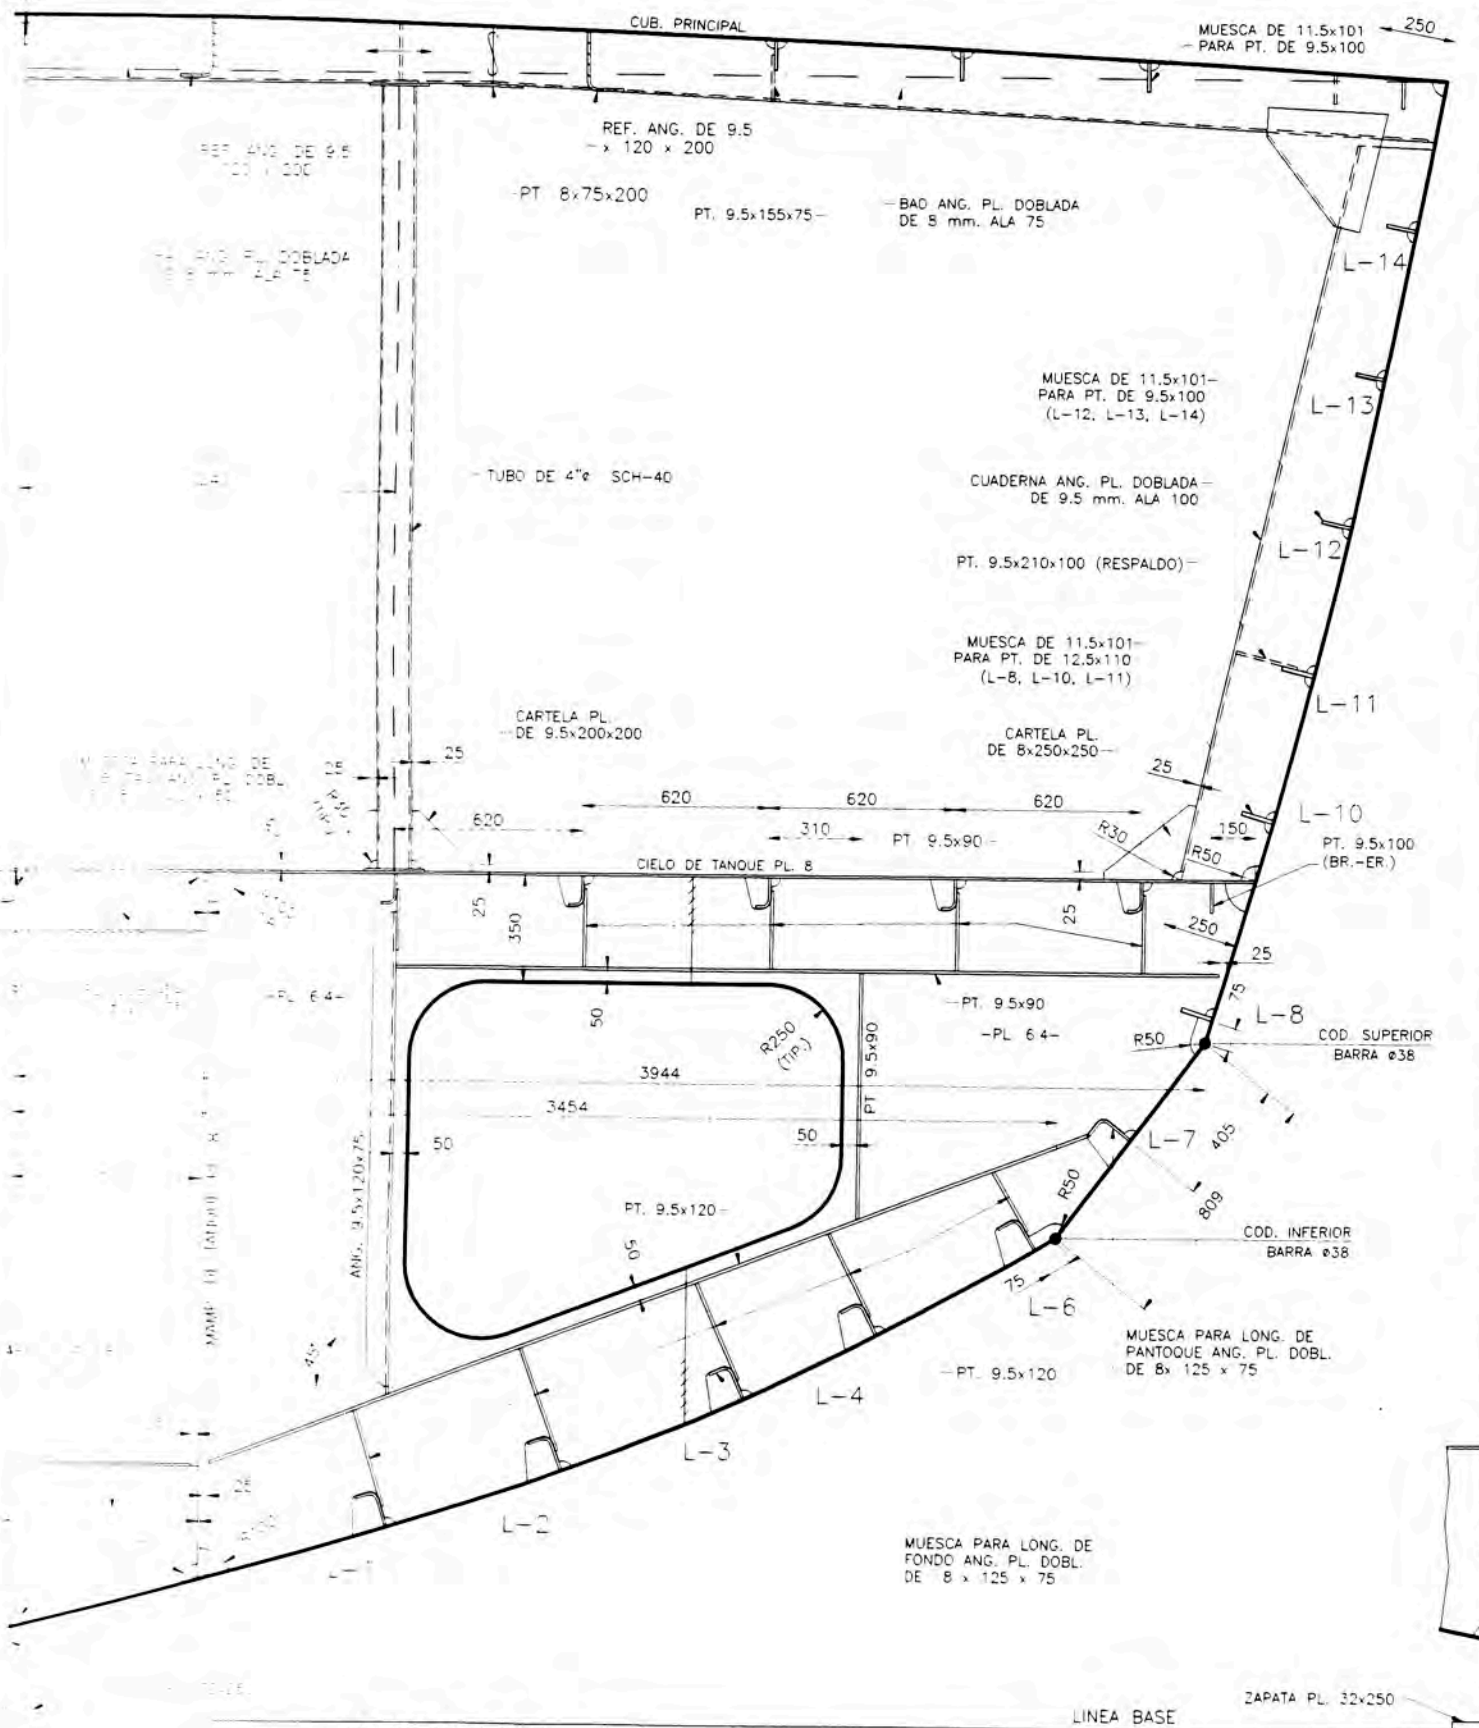 CUB. PRINCIPAL
MUESCA DE 11.5x101
PARA PT. DE 9.5x100
250
REF. ANG. DE 9.5
x 120 x 200
REF. ANG. DE 9.5
PT 8x75x200
PT. 9.5x155x75
BAO ANG. PL. DOBLADA
DE 8 mm. ALA 75
L-14
MUESCA DE 11.5x101
PARA PT. DE 9.5x100
(L-12, L-13, L-14)
L-13
TUBO DE 4"ø SCH-40
CUADERNA ANG. PL. DOBLADA
DE 9.5 mm. ALA 100
L-12
PT. 9.5x210x100 (RESPALDO)
MUESCA DE 11.5x101
PARA PT. DE 12.5x110
(L-8, L-10, L-11)
L-11
CARTELA PL.
DE 9.5x200x200
CARTELA PL.
DE 8x250x250
25
25
25
620
620
620
620
310
PT. 9.5x90
R30
R50
150
L-10
PT. 9.5x100
(BR.-ER.)
CIELO DE TANQUE PL. 8
25
350
25
250
25
75
L-8
PL 6.4
50
R250
(TIP.)
PT 9.5x90
PT. 9.5x90
PL 6.4
R50
COD. SUPERIOR
BARRA ø38
3944
3454
50
50
L-7
405
809
R50
ANG. 9.5x120x75
PT. 9.5x120
50
COD. INFERIOR
BARRA ø38
75
L-6
45°
MUESCA PARA LONG. DE
PANTOQUE ANG. PL. DOBL.
DE 8x 125 x 75
PT. 9.5x120
L-4
L-3
25
L-2
L-1
MUESCA PARA LONG. DE
FONDO ANG. PL. DOBL.
DE 8 x 125 x 75
ZAPATA PL. 32x250
LINEA BASE